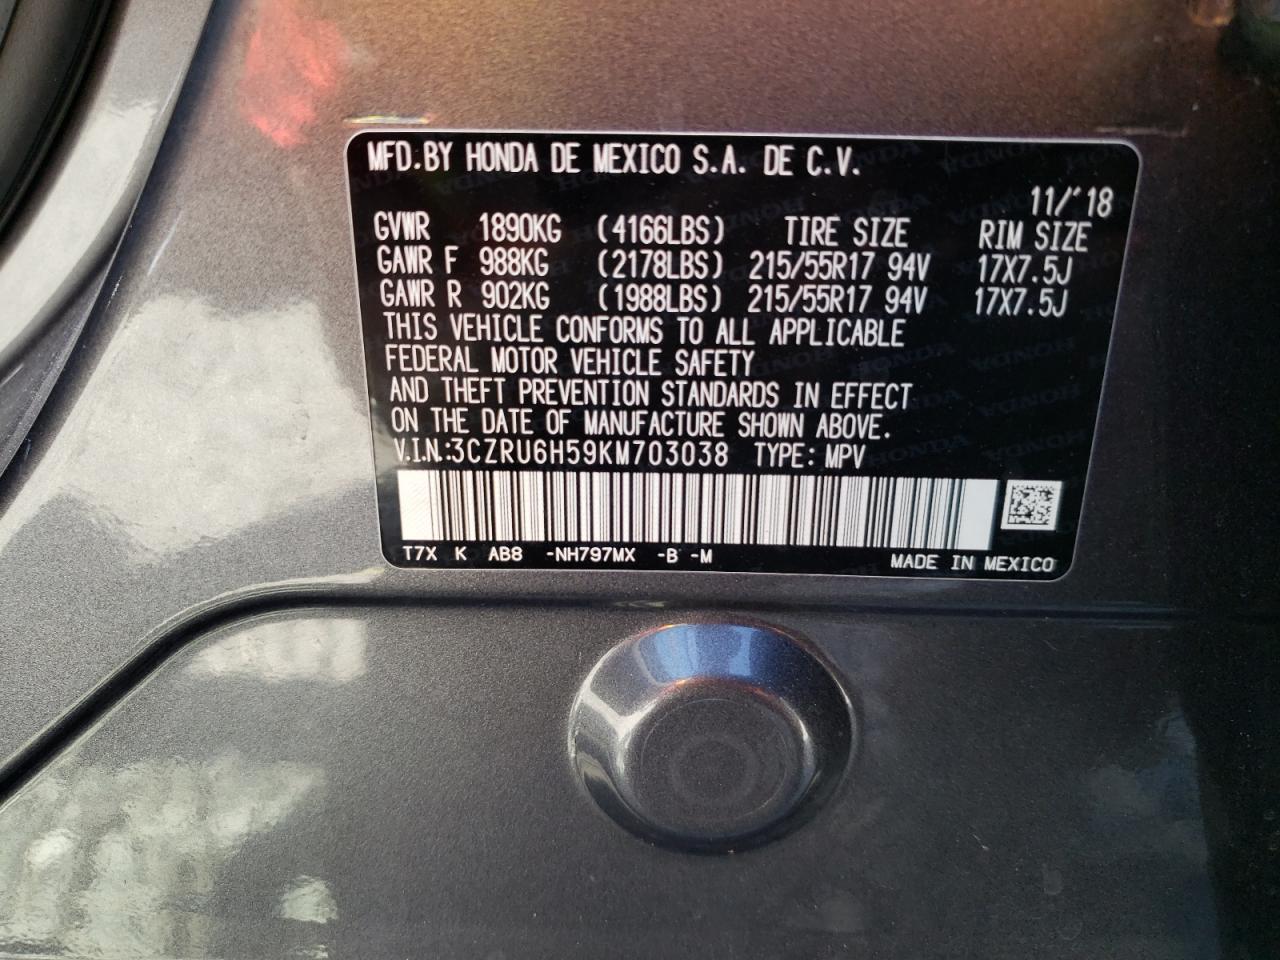 MFD.BY HONDA DE MEXICO S.A. DE C.V.
11/'18
GVWR 1890KG (4166LBS) TIRE SIZE RIM SIZE
GAWR F 988KG (2178LBS) 215/55R17 94V 17X7.5J
GAWR R 902KG (1988LBS) 215/55R17 94V 17X7.5J
THIS VEHICLE CONFORMS TO ALL APPLICABLE
FEDERAL MOTOR VEHICLE SAFETY
AND THEFT PREVENTION STANDARDS IN EFFECT
ON THE DATE OF MANUFACTURE SHOWN ABOVE.
V.I.N.:3CZRU6H59KM703038 TYPE: MPV
T7X K AB8 -NH797MX -B -M MADE IN MEXICO